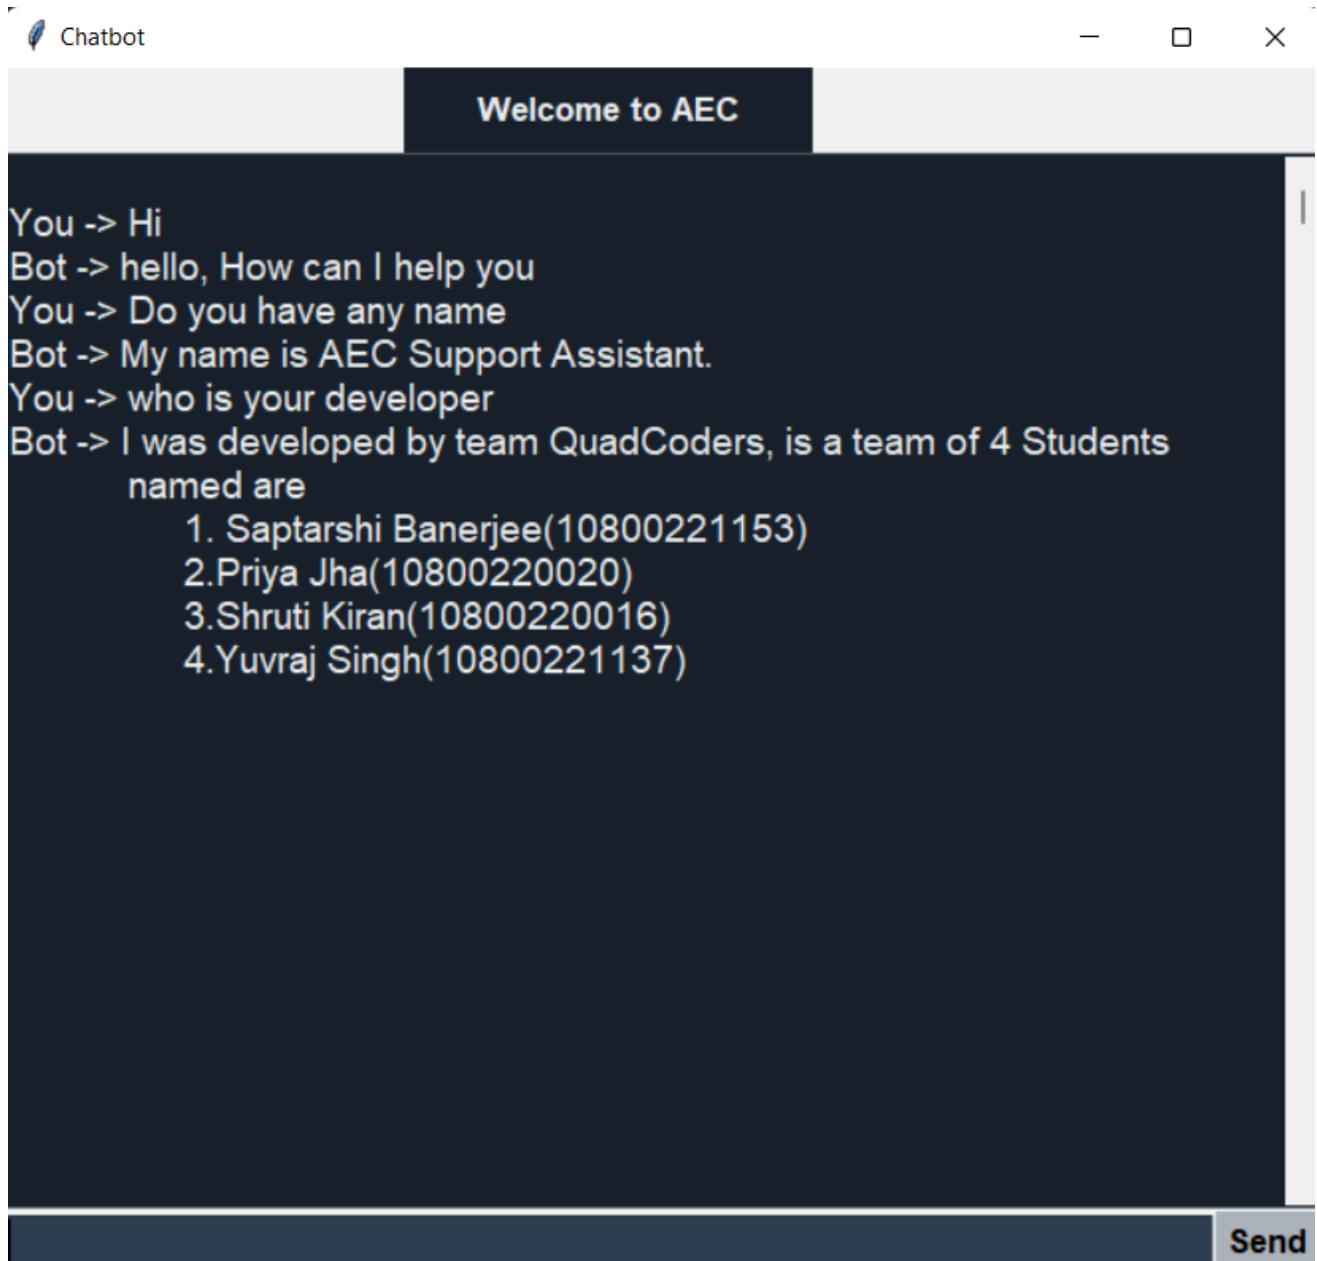 Chatbot
Welcome to AEC
You -> Hi
Bot -> hello, How can I help you
You -> Do you have any name
Bot -> My name is AEC Support Assistant.
You -> who is your developer
Bot -> I was developed by team QuadCoders, is a team of 4 Students
named are
1. Saptarshi Banerjee(10800221153)
2.Priya Jha(10800220020)
3.Shruti Kiran(10800220016)
4.Yuvraj Singh(10800221137)
Send